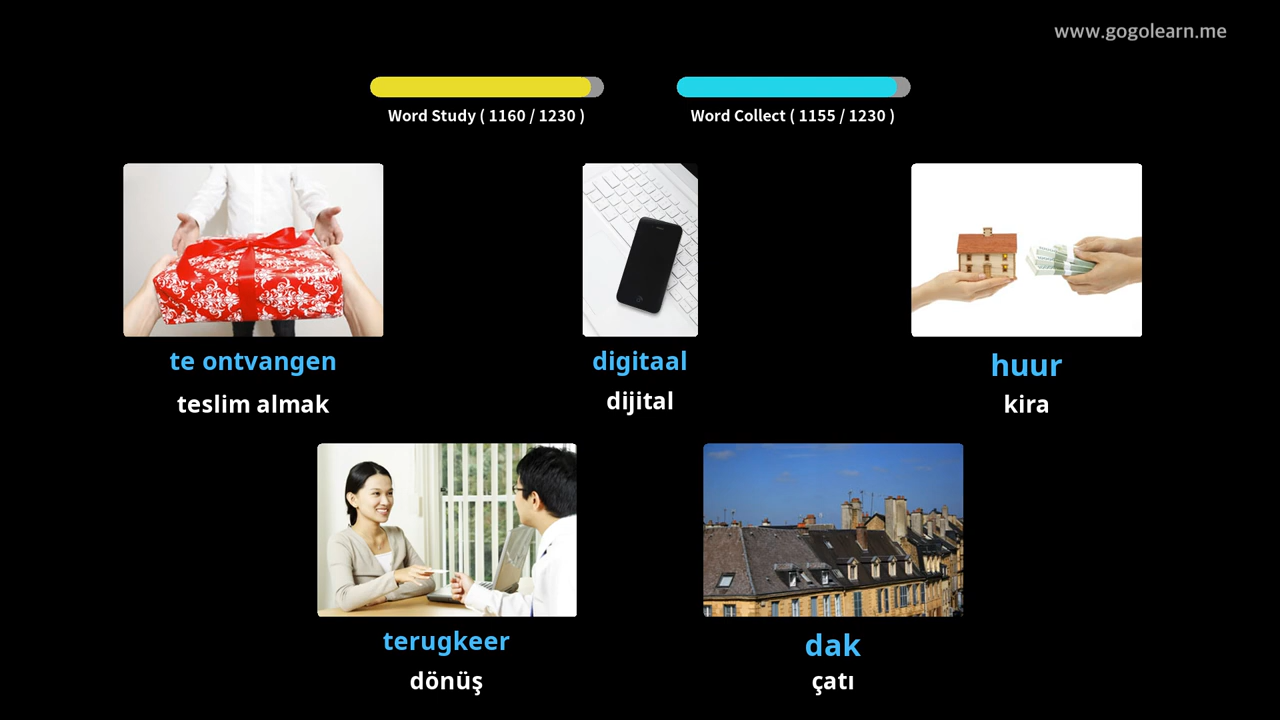 www.gogolearn.me
Word Study ( 1160 / 1230 )
Word Collect ( 1155 / 1230 )
te ontvangen
teslim almak
digitaal
dijital
huur
kira
terugkeer
dönüş
dak
çatı